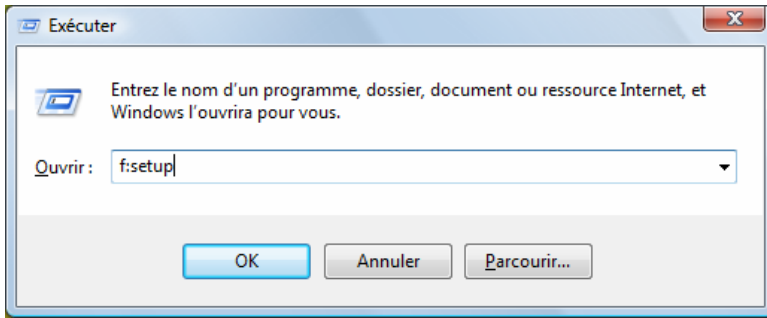 Exécuter
Entrez le nom d'un programme, dossier, document ou ressource Internet, et
Windows l'ouvrira pour vous.
Ouvrir : f:setup
OK Annuler Parcourir...